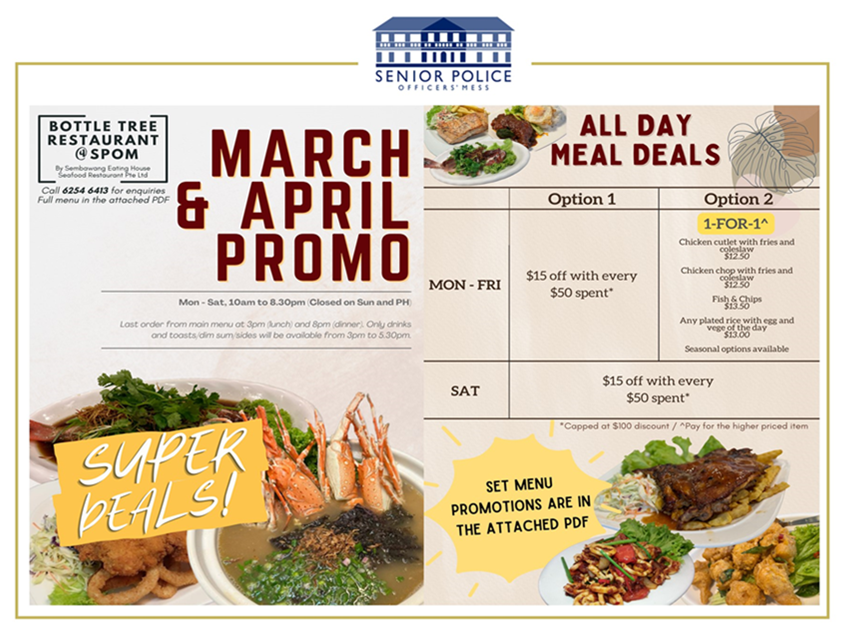 SENIOR POLICE
OFFICERS' MESS
BOTTLE TREE
RESTAURANT
@ SPOM
By Sembawang Eating House
Seafood Restaurant Pte Ltd
Call 6254 6413 for enquiries
Full menu in the attached PDF
MARCH
& APRIL
PROMO
Mon - Sat, 10am to 8.30pm (Closed on Sun and PH)
Last order from main menu at 3pm (lunch) and 8pm (dinner). Only drinks
and toasts/dim sum/sides will be available from 3pm to 5.30pm.
SUPER
DEALS!
ALL DAY
MEAL DEALS
Option 1
Option 2
MON - FRI
$15 off with every
$50 spent*
1-FOR-1^
Chicken cutlet with fries and
coleslaw
$12.50
Chicken chop with fries and
coleslaw
$12.50
Fish & Chips
$13.50
Any plated rice with egg and
vege of the day
$13.00
Seasonal options available
SAT
$15 off with every
$50 spent*
*Capped at $100 discount / ^Pay for the higher priced item
SET MENU
PROMOTIONS ARE IN
THE ATTACHED PDF